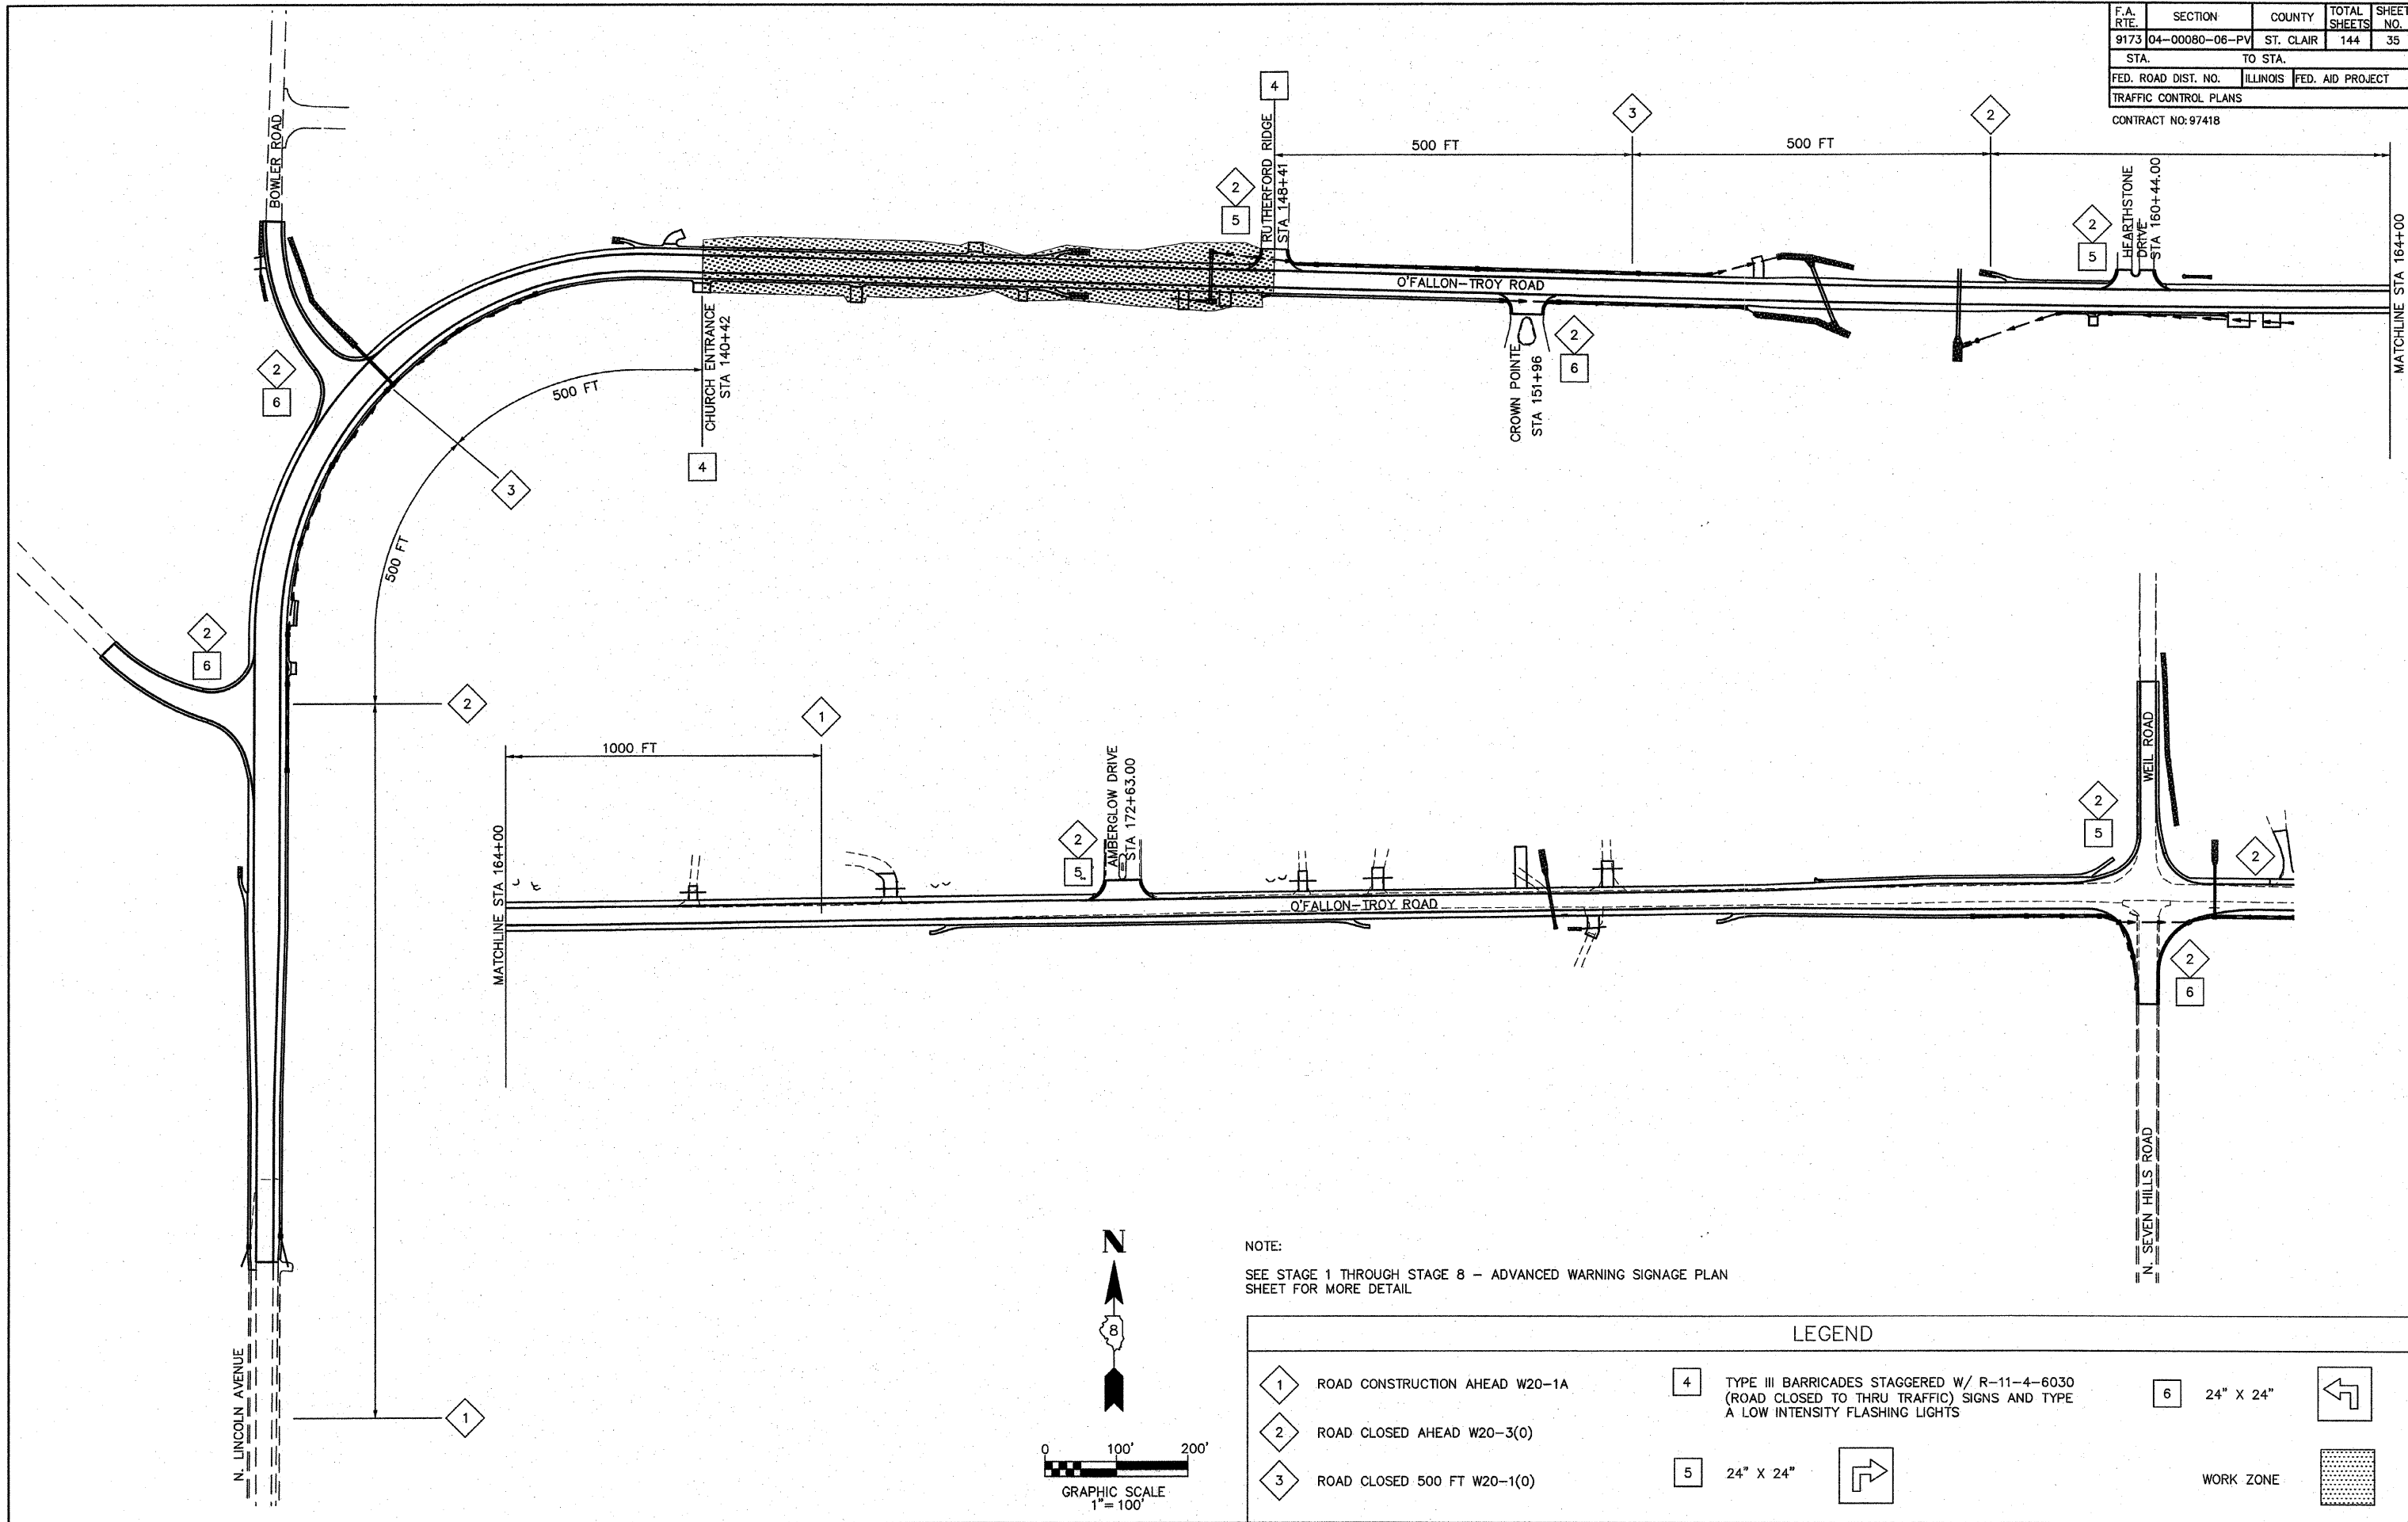 F.A. RTE. SECTION COUNTY TOTAL SHEETS SHEET NO.
9173 04-00080-06-PV ST. CLAIR 144 35
STA. TO STA.
FED. ROAD DIST. NO. ILLINOIS FED. AID PROJECT
TRAFFIC CONTROL PLANS
CONTRACT NO: 97418
BOWLER ROAD
4
RUTHERFORD RIDGE
STA 148+41
3
2
500 FT
500 FT
2
5
2
5
HEARTHSTONE
DRIVE
STA 160+44.00
MATCHLINE STA 164+00
O'FALLON-TROY ROAD
CROWN POINTE
STA 151+96
2
6
2
6
CHURCH ENTRANCE
STA 140+42
500 FT
4
3
500 FT
2
6
2
1
1000 FT
MATCHLINE STA 164+00
AMBERGLOW DRIVE
STA 172+63.00
2
5
O'FALLON-TROY ROAD
WEIL ROAD
2
5
2
2
6
N. SEVEN HILLS ROAD
N. LINCOLN AVENUE
1
N
8
0 100' 200'
GRAPHIC SCALE
1"= 100'
NOTE:
SEE STAGE 1 THROUGH STAGE 8 - ADVANCED WARNING SIGNAGE PLAN
SHEET FOR MORE DETAIL
LEGEND
1 ROAD CONSTRUCTION AHEAD W20-1A
2 ROAD CLOSED AHEAD W20-3(0)
3 ROAD CLOSED 500 FT W20-1(0)
4 TYPE III BARRICADES STAGGERED W/ R-11-4-6030
(ROAD CLOSED TO THRU TRAFFIC) SIGNS AND TYPE
A LOW INTENSITY FLASHING LIGHTS
5 24" X 24"
6 24" X 24"
WORK ZONE